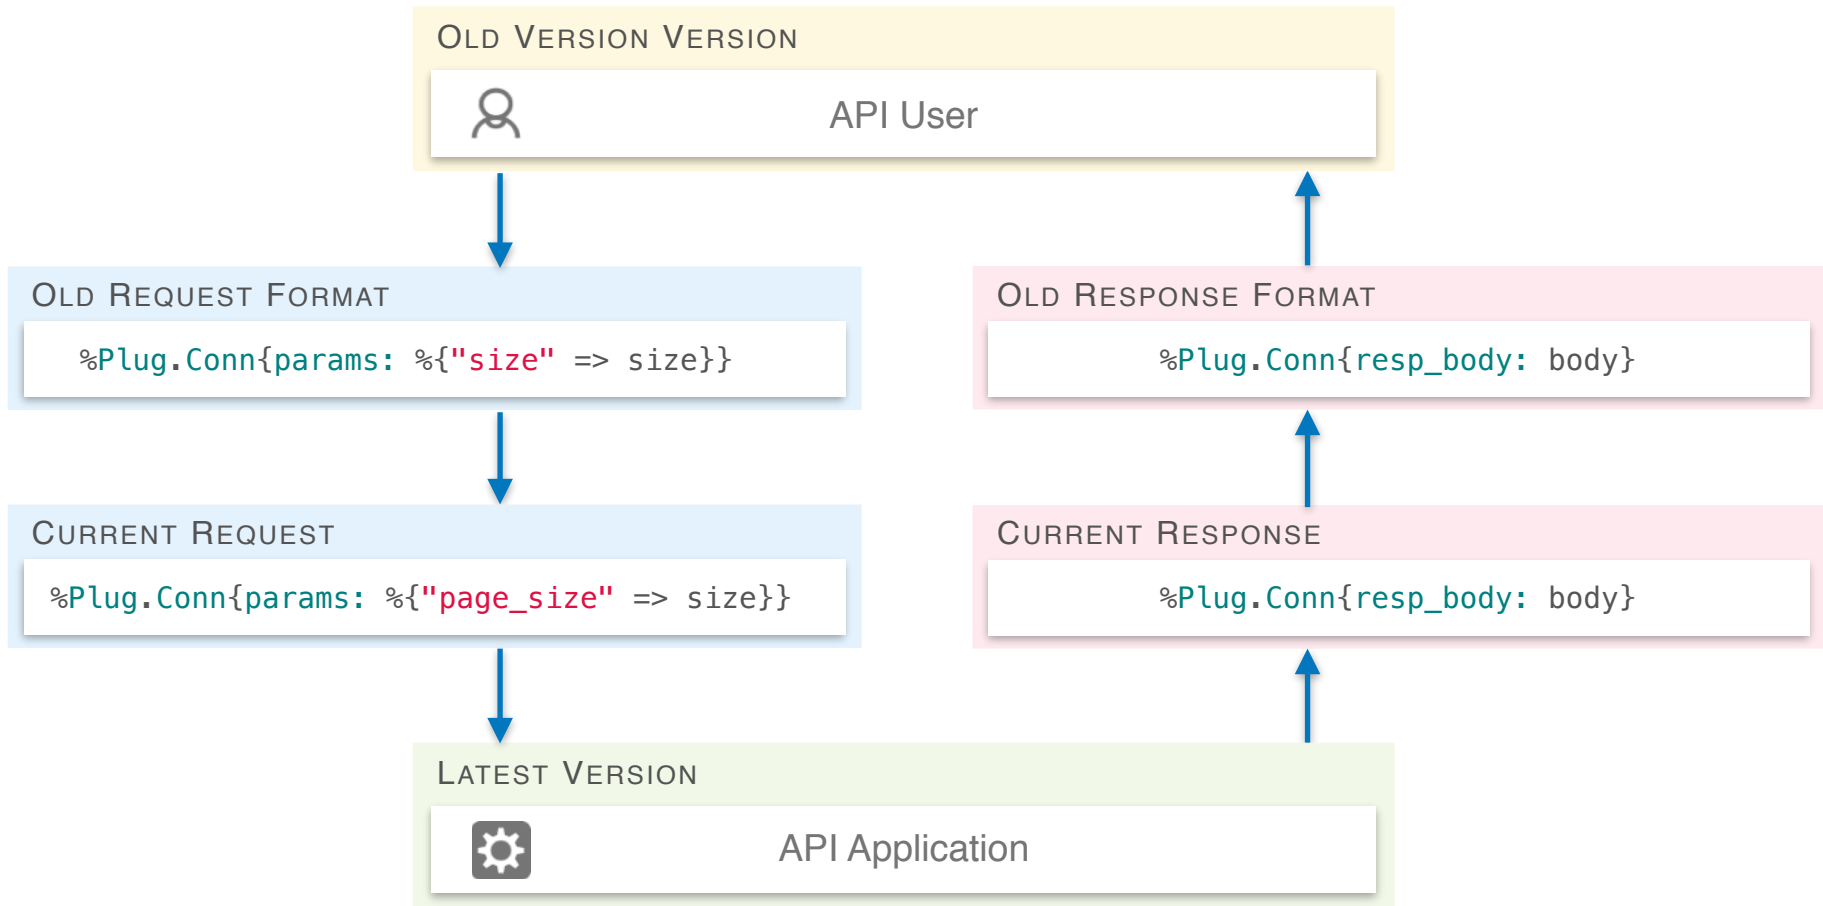 OLD VERSION VERSION
API User
OLD REQUEST FORMAT
%Plug.Conn{params: %{"size" => size}}
OLD RESPONSE FORMAT
%Plug.Conn{resp_body: body}
CURRENT REQUEST
%Plug.Conn{params: %{"page_size" => size}}
CURRENT RESPONSE
%Plug.Conn{resp_body: body}
LATEST VERSION
API Application